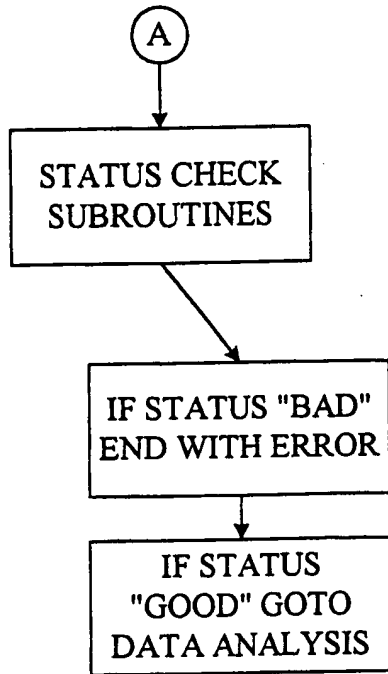 A
STATUS CHECK
SUBROUTINES
IF STATUS "BAD"
END WITH ERROR
IF STATUS
"GOOD" GOTO
DATA ANALYSIS